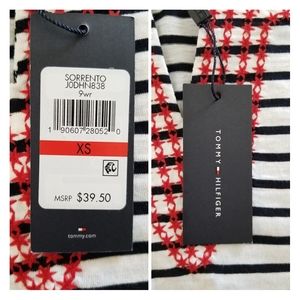 SORRENTO
J0DHN838
9wr
1 90607 28052 0
XS
MSRP $39.50
tommy.com
TOMMY HILFIGER